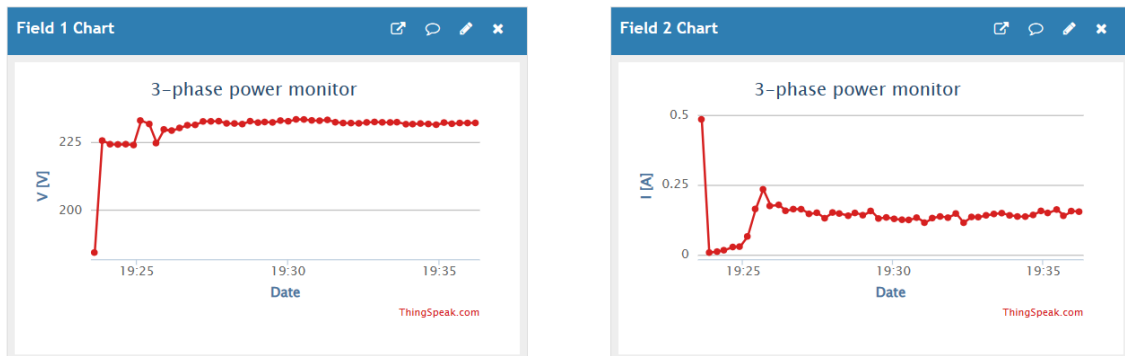 Field 1 Chart
3-phase power monitor
V [V]
225
200
19:25 19:30 19:35
Date
ThingSpeak.com
Field 2 Chart
3-phase power monitor
I [A]
0.5
0.25
0
19:25 19:30 19:35
Date
ThingSpeak.com